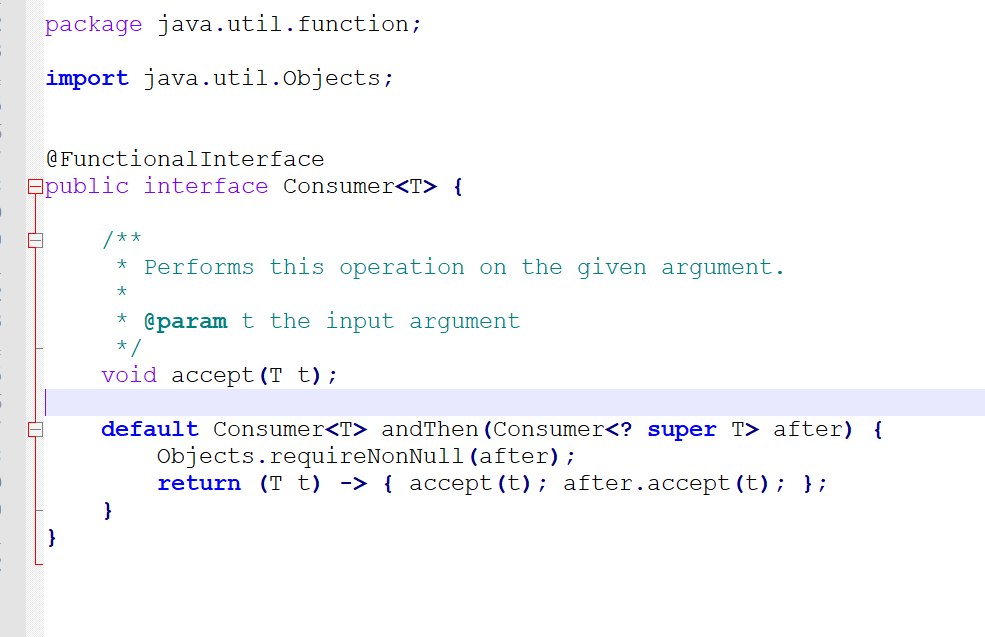 package java.util.function;
import java.util.Objects;
@FunctionalInterface
public interface Consumer<T> {
/**
* Performs this operation on the given argument.
*
* @param t the input argument
*/
void accept(T t);
default Consumer<T> andThen(Consumer<? super T> after) {
Objects.requireNonNull(after);
return (T t) -> { accept(t); after.accept(t); };
}
}